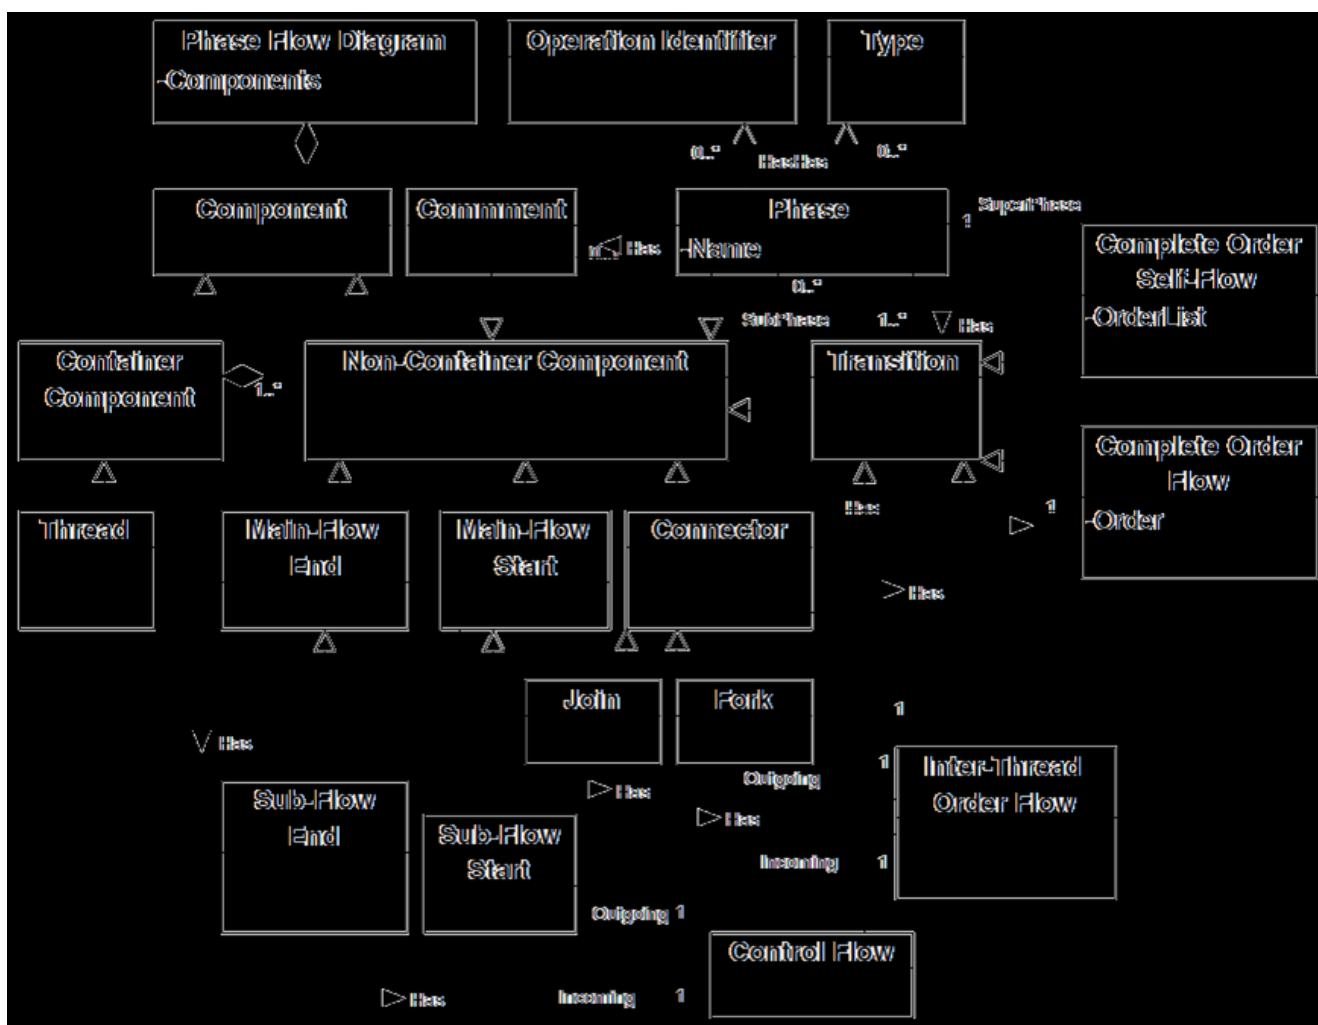 Phase Flow Diagram
-Components
Operation Identifier
Type
0..*
HasHas
0..*
Component
Commment
Phase
-Name
n
Has
1
SuperPhase
0..*
Complete Order
Self-Flow
-OrderList
SubPhase
1..*
Has
Container
Component
1..*
Non-Container Component
Transition
Complete Order
Flow
-Order
Has
1
Thread
Main-Flow
End
Main-Flow
Start
Connector
Has
Join
Fork
1
Has
Outgoing
1
Inter-Thread
Order Flow
Has
Has
Sub-Flow
End
Sub-Flow
Start
Incoming
1
Outgoing 1
Control Flow
Has
Incoming
1